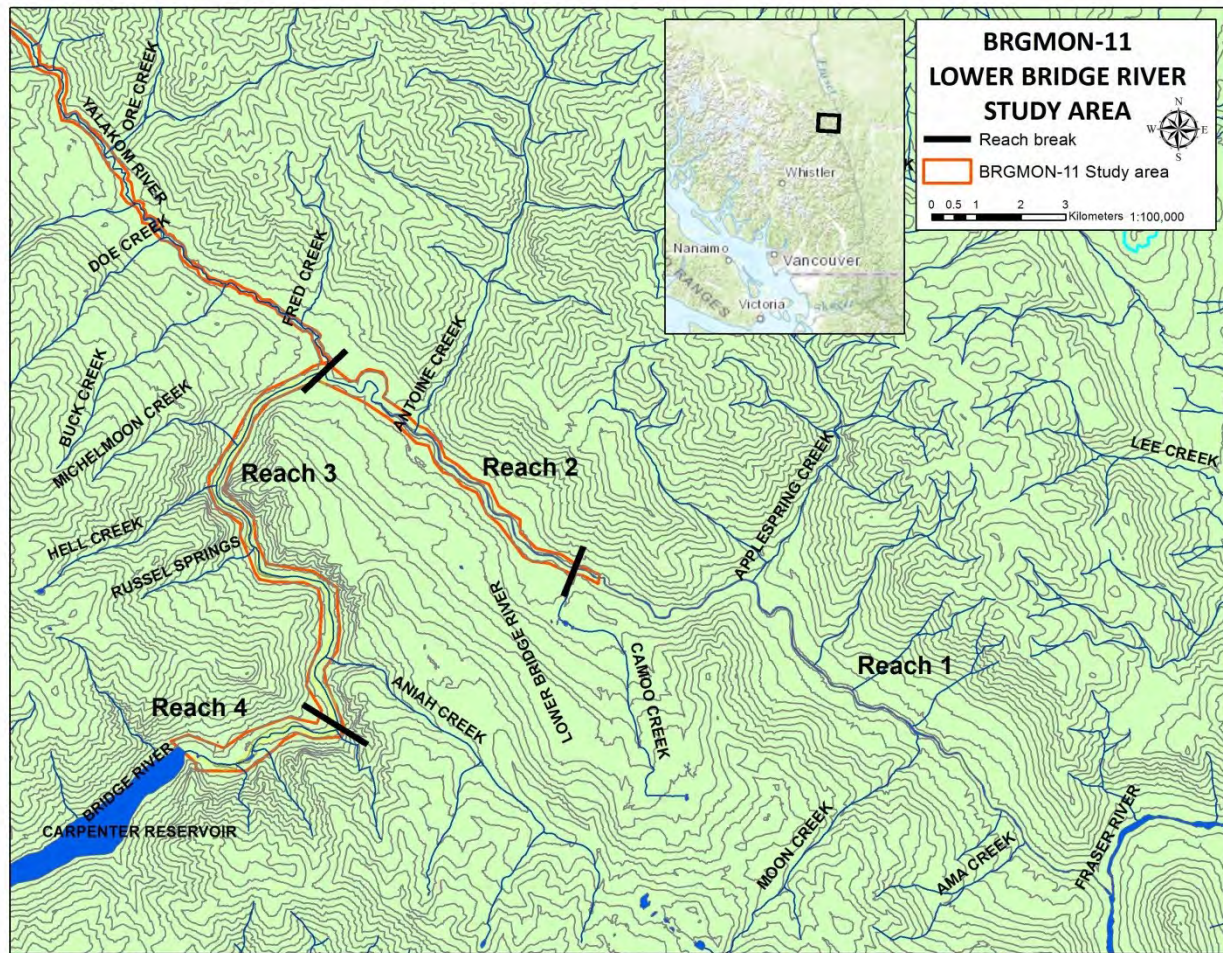 BRGMON-11
LOWER BRIDGE RIVER
STUDY AREA
N
W
E
S
Reach break
BRGMON-11 Study area
0 0.5 1 2 3
Kilometers 1:100,000
Fraser
Whistler
Nanaimo
Vancouver
RANGES
Victoria
ORE CREEK
YALAKOM RIVER
DOE CREEK
FRED CREEK
ANTOINE CREEK
BUCK CREEK
MICHELMOON CREEK
Reach 3
Reach 2
LEE CREEK
HELL CREEK
RUSSEL SPRINGS
APPLESPRING CREEK
LOWER BRIDGE RIVER
CAMOO CREEK
Reach 1
ANIAH CREEK
Reach 4
BRIDGE RIVER
CARPENTER RESERVOIR
MOON CREEK
AMA CREEK
FRASER RIVER